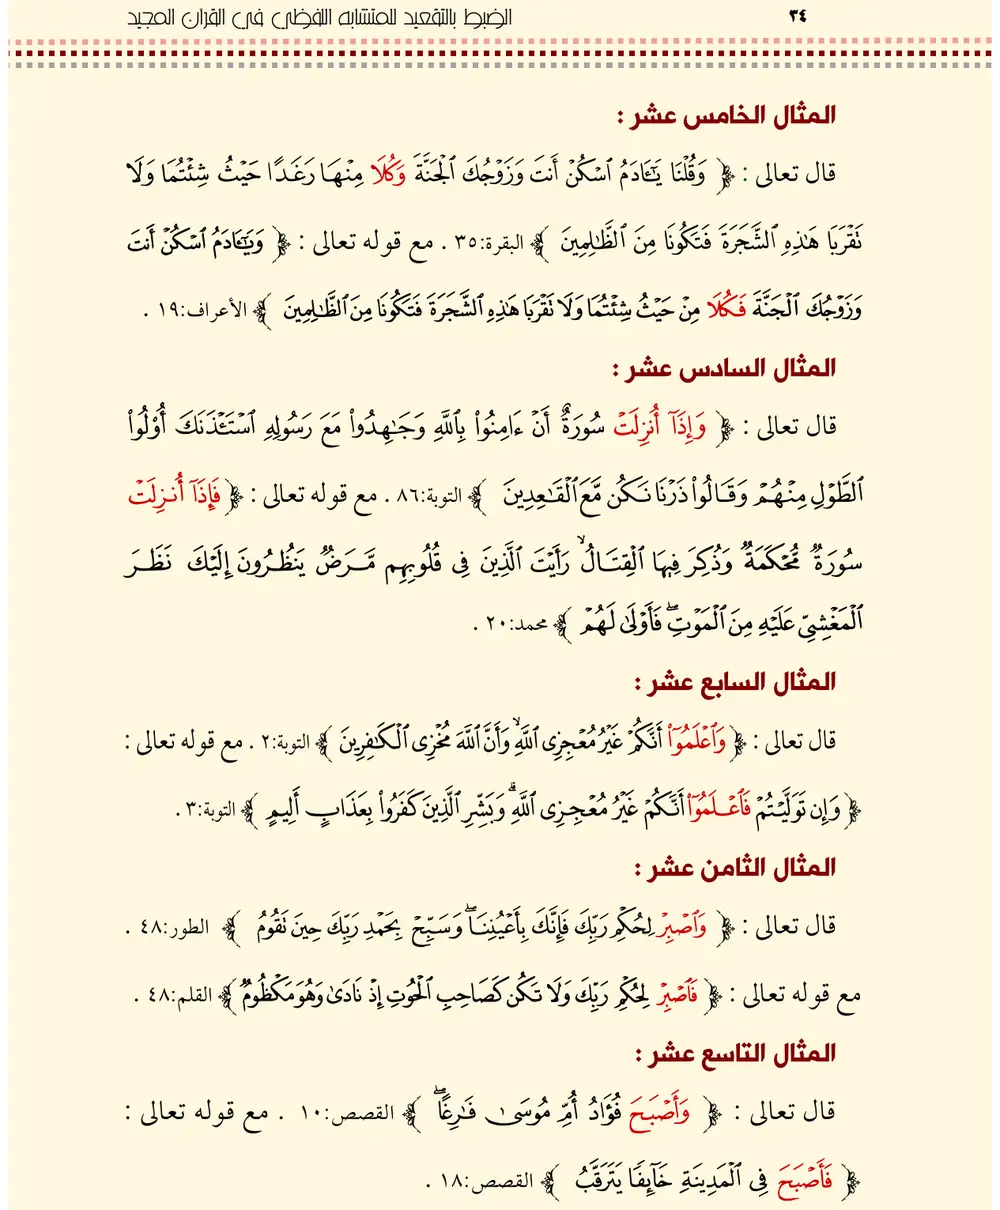 ٣٤
الضبط بالتقعيد للمتشابه اللفظي في القرآن المجيد
المثال الخامس عشر :
قال تعالى : ﴿ وَقُلْنَا يَٰٓـَٔادَمُ ٱسْكُنْ أَنتَ وَزَوْجُكَ ٱلْجَنَّةَ وَكُلَا مِنْهَا رَغَدًا حَيْثُ شِئْتُمَا وَلَا
تَقْرَبَا هَٰذِهِ ٱلشَّجَرَةَ فَتَكُونَا مِنَ ٱلظَّٰلِمِينَ ﴾ البقرة:٣٥ . مع قوله تعالى : ﴿ وَيَٰٓـَٔادَمُ ٱسْكُنْ أَنتَ
وَزَوْجُكَ ٱلْجَنَّةَ فَكُلَا مِنْ حَيْثُ شِئْتُمَا وَلَا تَقْرَبَا هَٰذِهِ ٱلشَّجَرَةَ فَتَكُونَا مِنَ ٱلظَّٰلِمِينَ ﴾ الأعراف:١٩ .
المثال السادس عشر :
قال تعالى : ﴿ وَإِذَآ أُنزِلَتْ سُورَةٌ أَنْ ءَامِنُوا۟ بِٱللَّهِ وَجَٰهِدُوا۟ مَعَ رَسُولِهِ ٱسْتَـْٔذَنَكَ أُو۟لُوا۟
ٱلطَّوْلِ مِنْهُمْ وَقَالُوا۟ ذَرْنَا نَكُن مَّعَ ٱلْقَٰعِدِينَ ﴾ التوبة:٨٦ . مع قوله تعالى : ﴿ فَإِذَآ أُنزِلَتْ
سُورَةٌ مُّحْكَمَةٌ وَذُكِرَ فِيهَا ٱلْقِتَالُ ۙ رَأَيْتَ ٱلَّذِينَ فِى قُلُوبِهِم مَّرَضٌ يَنظُرُونَ إِلَيْكَ نَظَرَ
ٱلْمَغْشِىِّ عَلَيْهِ مِنَ ٱلْمَوْتِ ۖ فَأَوْلَىٰ لَهُمْ ﴾ محمد:٢٠ .
المثال السابع عشر :
قال تعالى : ﴿ وَٱعْلَمُوٓا۟ أَنَّكُمْ غَيْرُ مُعْجِزِى ٱللَّهِ ۙ وَأَنَّ ٱللَّهَ مُخْزِى ٱلْكَٰفِرِينَ ﴾ التوبة:٢ . مع قوله تعالى :
﴿ وَإِن تَوَلَّيْتُمْ فَٱعْلَمُوٓا۟ أَنَّكُمْ غَيْرُ مُعْجِزِى ٱللَّهِ ۗ وَبَشِّرِ ٱلَّذِينَ كَفَرُوا۟ بِعَذَابٍ أَلِيمٍ ﴾ التوبة:٣ .
المثال الثامن عشر :
قال تعالى : ﴿ وَٱصْبِرْ لِحُكْمِ رَبِّكَ فَإِنَّكَ بِأَعْيُنِنَا ۖ وَسَبِّحْ بِحَمْدِ رَبِّكَ حِينَ تَقُومُ ﴾ الطور:٤٨ .
مع قوله تعالى : ﴿ فَٱصْبِرْ لِحُكْمِ رَبِّكَ وَلَا تَكُن كَصَاحِبِ ٱلْحُوتِ إِذْ نَادَىٰ وَهُوَ مَكْظُومٌ ﴾ القلم:٤٨ .
المثال التاسع عشر :
قال تعالى : ﴿ وَأَصْبَحَ فُؤَادُ أُمِّ مُوسَىٰ فَٰرِغًا ۖ ﴾ القصص:١٠ . مع قوله تعالى :
﴿ فَأَصْبَحَ فِى ٱلْمَدِينَةِ خَآئِفًا يَتَرَقَّبُ ﴾ القصص:١٨ .